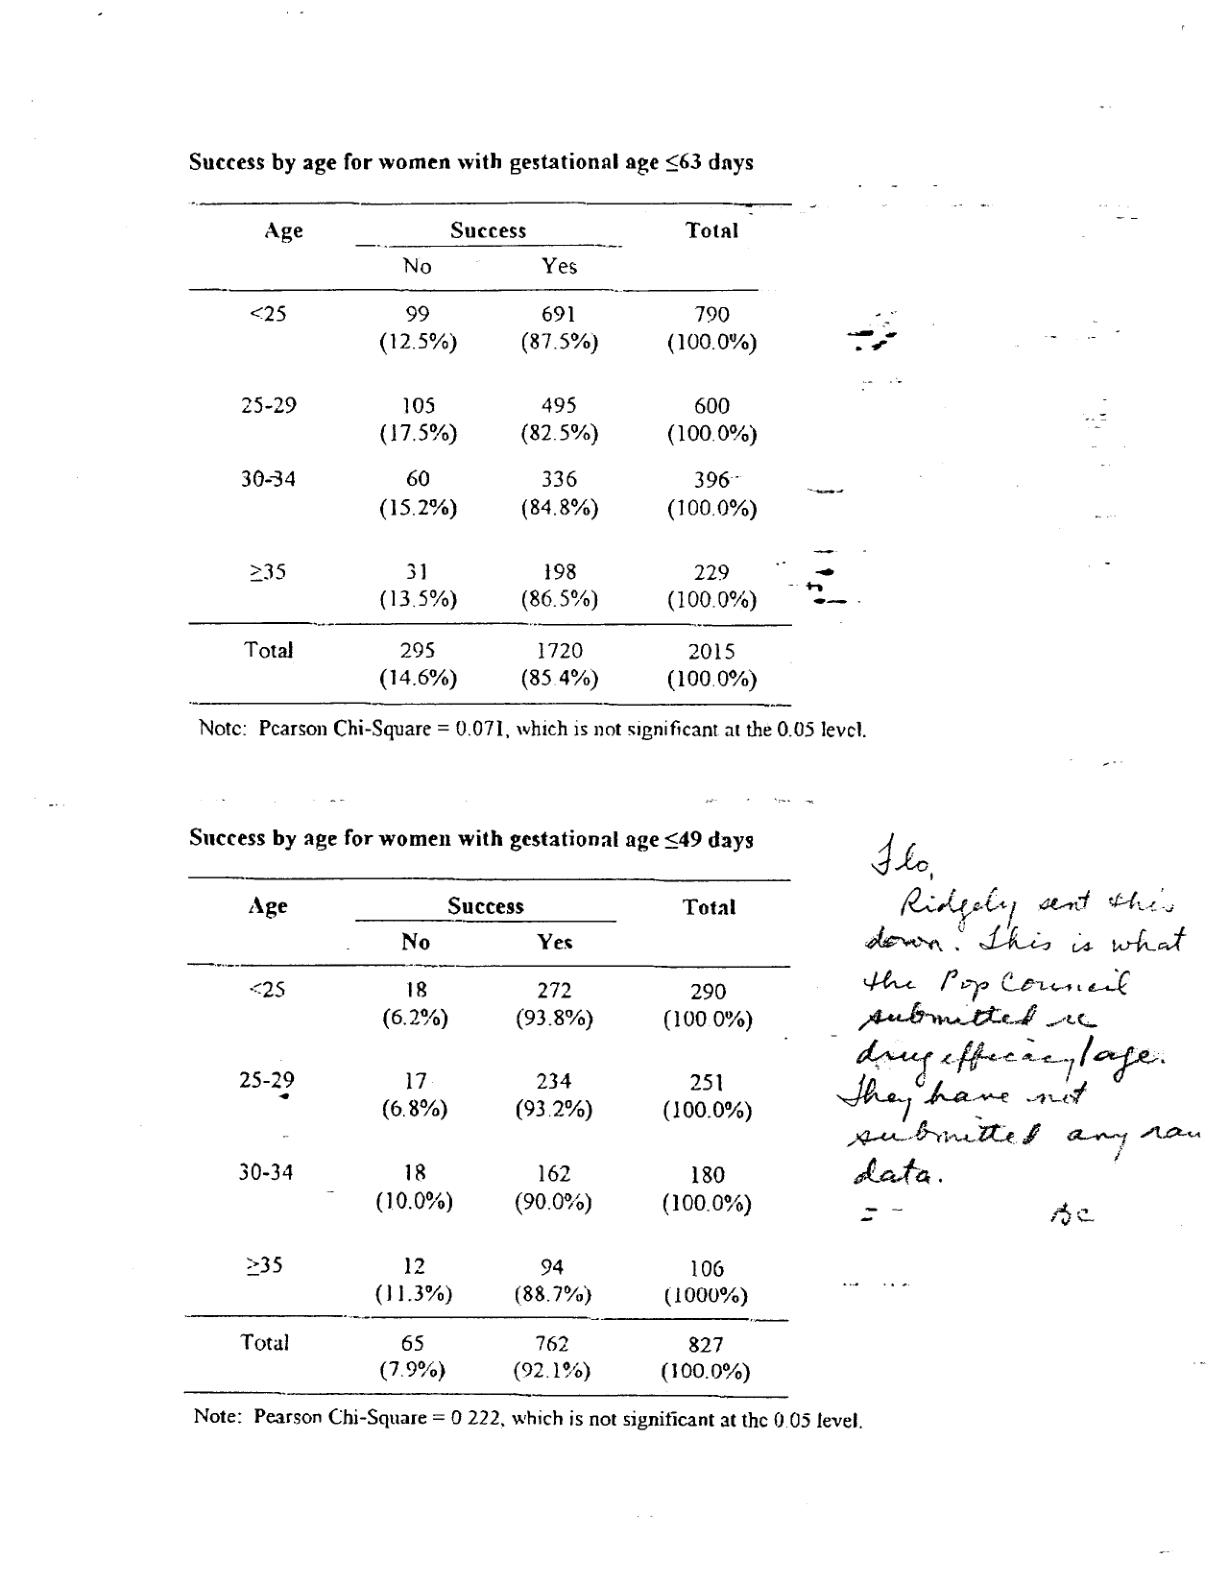 Success by age for women with gestational age ≤63 days
Age Success Total
No Yes
<25 99 691 790
(12.5%) (87.5%) (100.0%)
25-29 105 495 600
(17.5%) (82.5%) (100.0%)
30-34 60 336 396
(15.2%) (84.8%) (100.0%)
≥35 31 198 229
(13.5%) (86.5%) (100.0%)
Total 295 1720 2015
(14.6%) (85.4%) (100.0%)
Note: Pearson Chi-Square = 0.071, which is not significant at the 0.05 level.
Success by age for women with gestational age ≤49 days
Age Success Total
No Yes
<25 18 272 290
(6.2%) (93.8%) (100 0%)
25-29 17 234 251
(6.8%) (93.2%) (100.0%)
30-34 18 162 180
(10.0%) (90.0%) (100.0%)
≥35 12 94 106
(11.3%) (88.7%) (1000%)
Total 65 762 827
(7.9%) (92.1%) (100.0%)
Note: Pearson Chi-Square = 0 222, which is not significant at the 0 05 level.
Flo,
Ridgely sent this
down. This is what
the Pop Council
submitted re
drug efficacy/age.
They have not
submitted any raw
data.
BC